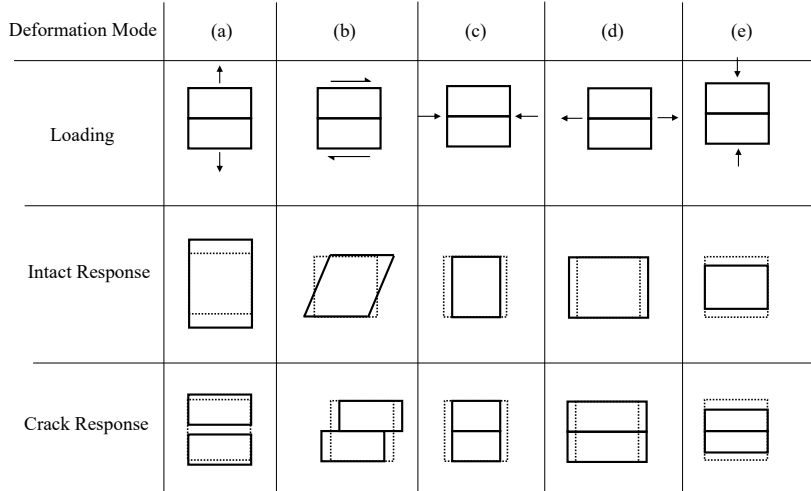 Deformation Mode (a) (b) (c) (d) (e)
Loading
Intact Response
Crack Response